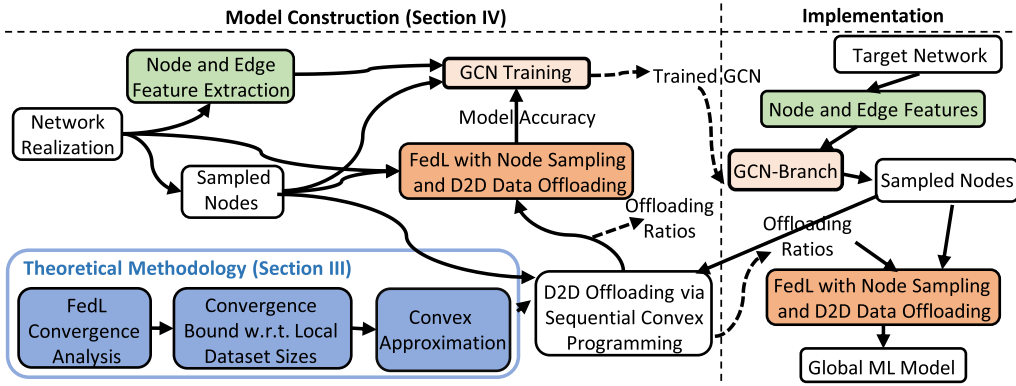 Model Construction (Section IV)
Implementation
Node and Edge
Feature Extraction
GCN Training
Trained GCN
Target Network
Network
Realization
Model Accuracy
Node and Edge Features
Sampled
Nodes
FedL with Node Sampling
and D2D Data Offloading
GCN-Branch
Sampled Nodes
Offloading
Ratios
Offloading
Ratios
Theoretical Methodology (Section III)
FedL
Convergence
Analysis
Convergence
Bound w.r.t. Local
Dataset Sizes
Convex
Approximation
D2D Offloading via
Sequential Convex
Programming
FedL with Node Sampling
and D2D Data Offloading
Global ML Model